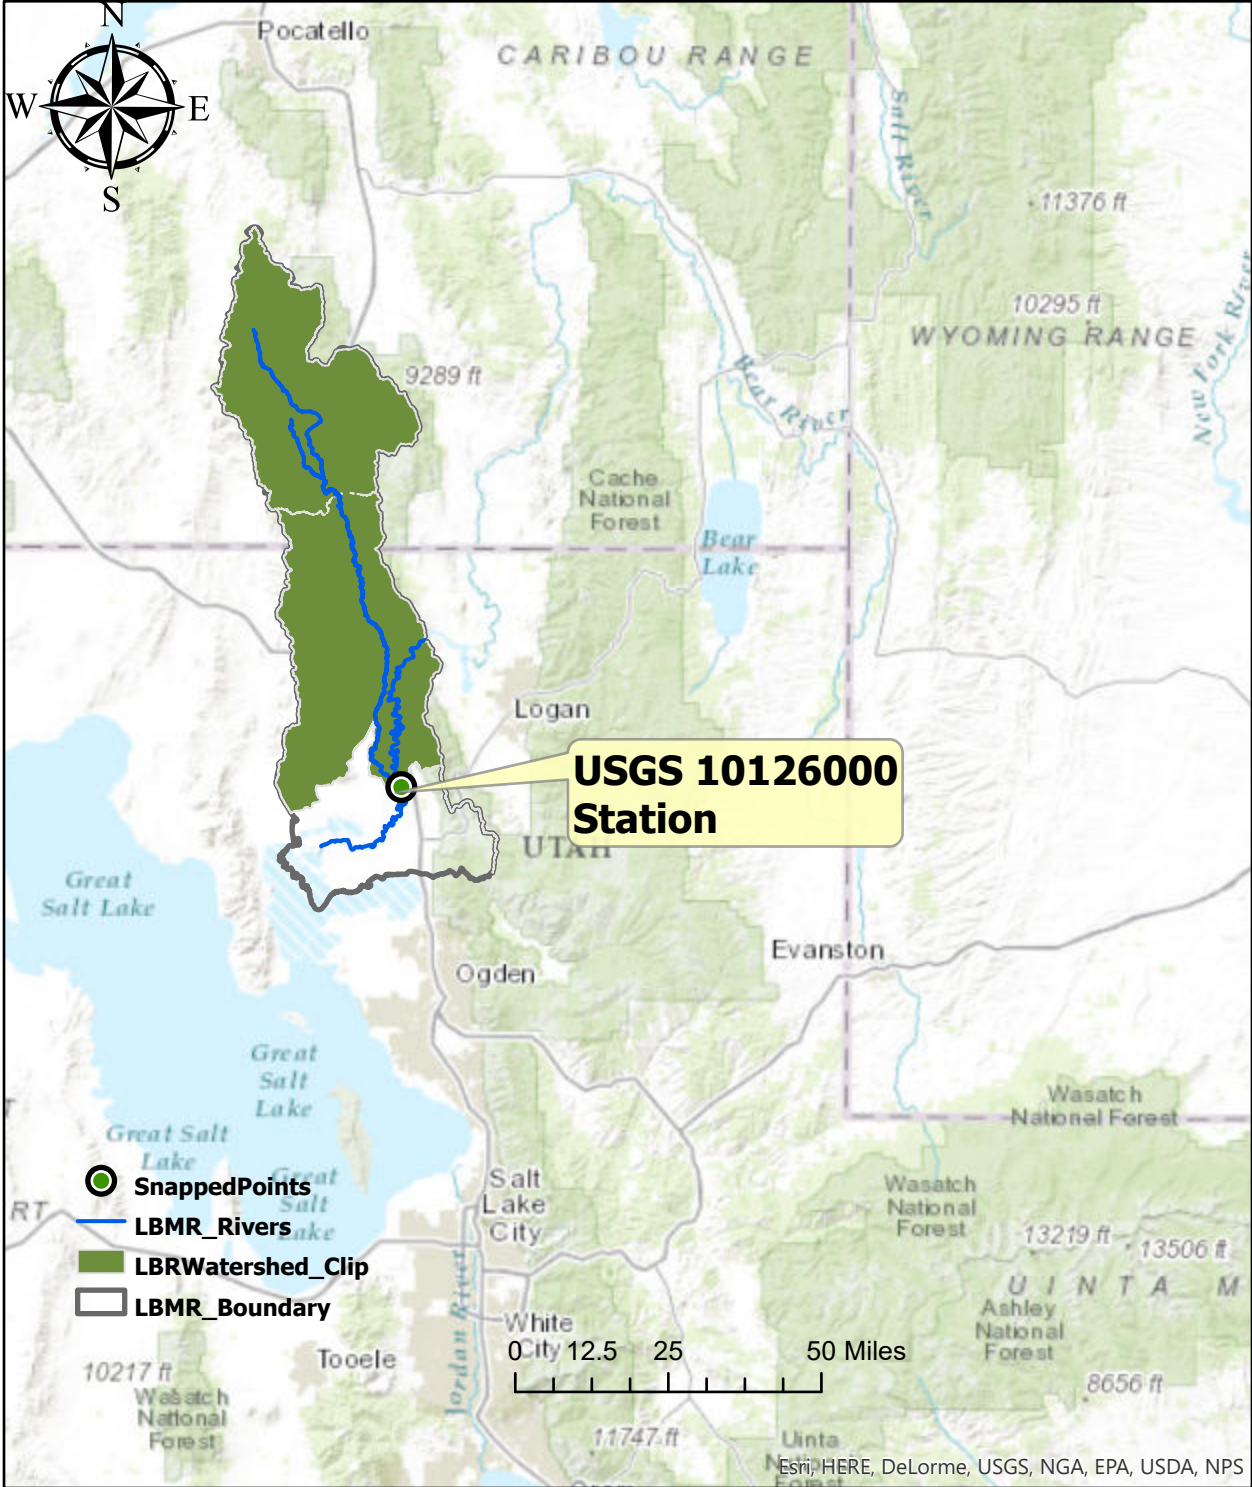 N
Pocatello
CARIBOU RANGE
W
E
S
Salt River
11376 ft
10295 ft
WYOMING RANGE
New Fork River
9289 ft
Bear River
Cache
National
Forest
Bear
Lake
Logan
USGS 10126000
Station
UTAH
Great
Salt Lake
Evanston
Ogden
Great
Salt
Lake
Wasatch
National Forest
Great Salt
Lake
Great
Salt
Lake
SnappedPoints
LBMR_Rivers
LBRWatershed_Clip
LBMR_Boundary
RT
Salt
Lake
City
Wasatch
National
Forest
13219 ft
13506 ft
UINTA M
Ashley
National
Forest
Jordan River
White
City
0 12.5 25 50 Miles
Tooele
10217 ft
Wasatch
National
Forest
8656 ft
11747 ft
Uinta
National
Forest
Esri, HERE, DeLorme, USGS, NGA, EPA, USDA, NPS